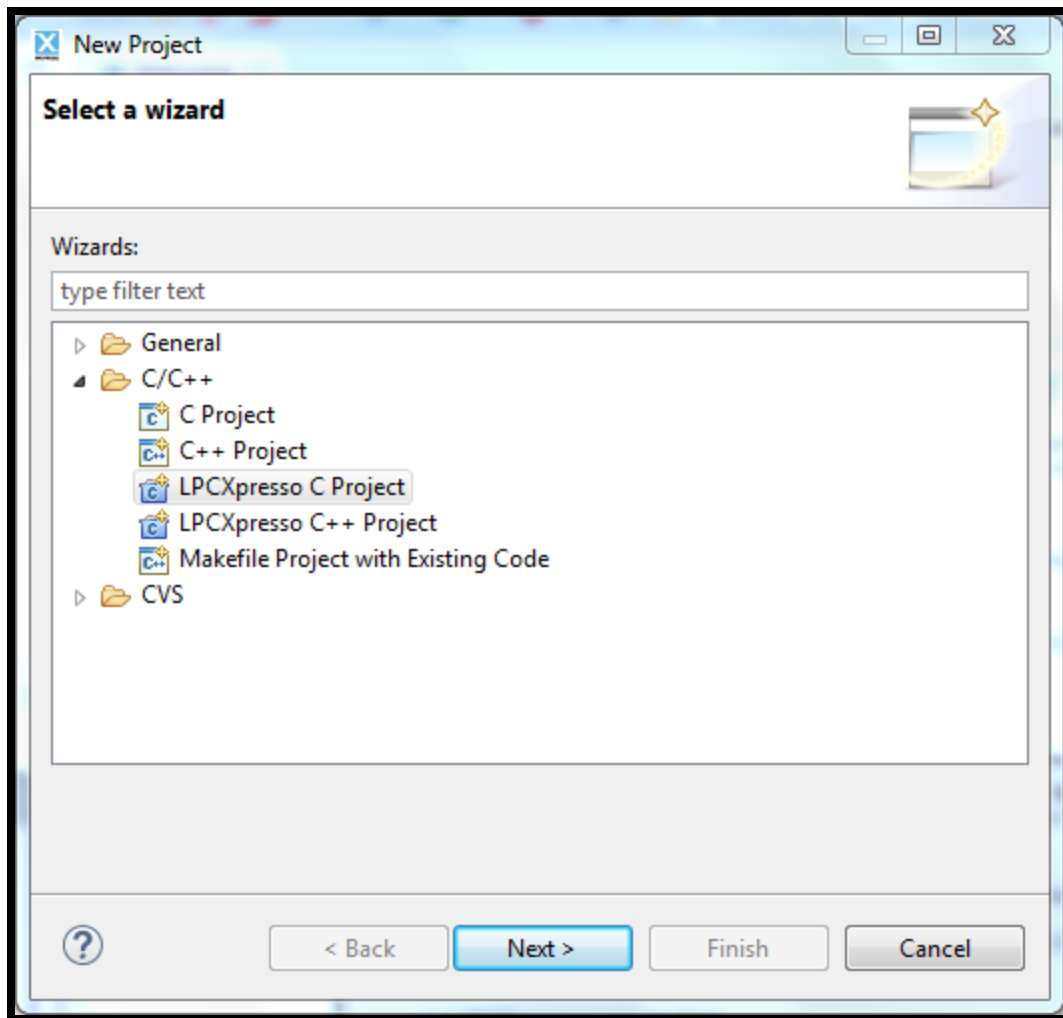 New Project
Select a wizard
Wizards:
type filter text
General
C/C++
C Project
C++ Project
LPCXpresso C Project
LPCXpresso C++ Project
Makefile Project with Existing Code
CVS
? < Back Next > Finish Cancel